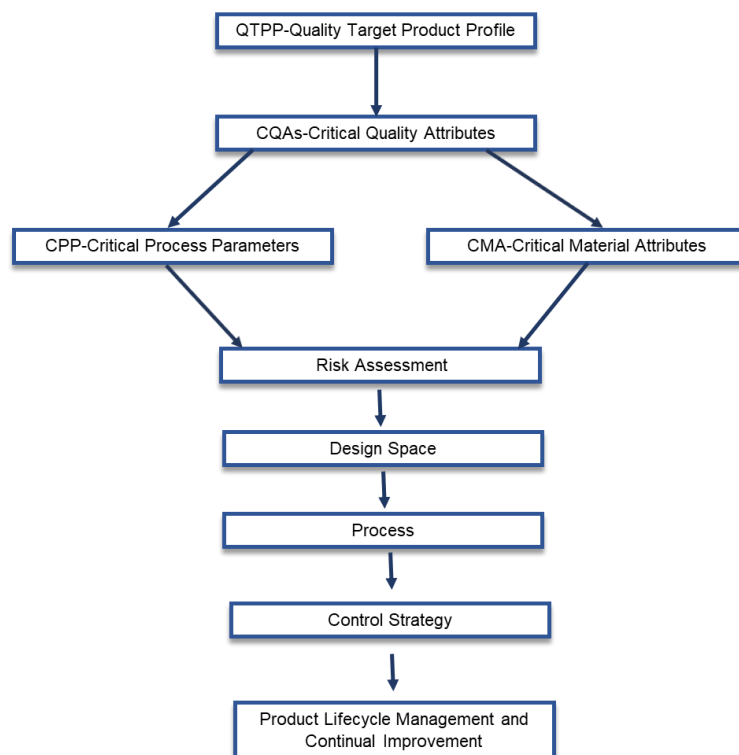 QTPP-Quality Target Product Profile
CQAs-Critical Quality Attributes
CPP-Critical Process Parameters
CMA-Critical Material Attributes
Risk Assessment
Design Space
Process
Control Strategy
Product Lifecycle Management and
Continual Improvement